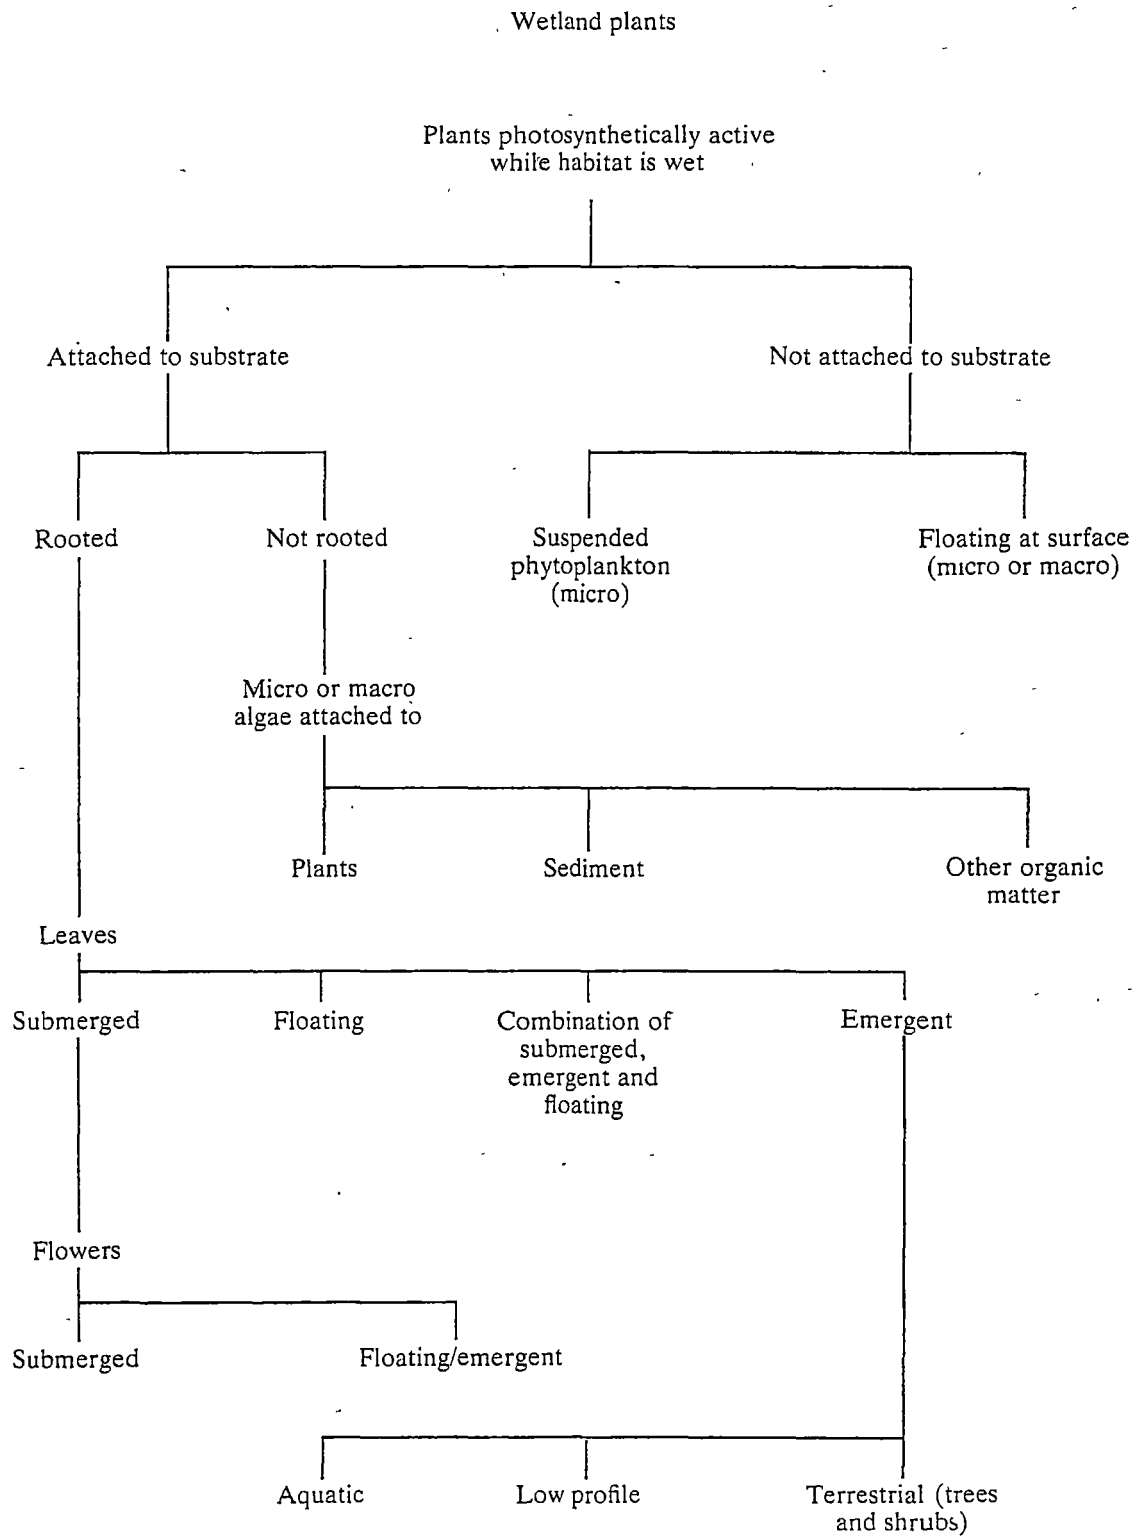 Wetland plants
Plants photosynthetically active
while habitat is wet
Attached to substrate
Not attached to substrate
Rooted
Not rooted
Suspended
phytoplankton
(micro)
Floating at surface
(micro or macro)
Micro or macro
algae attached to
Plants
Sediment
Other organic
matter
Leaves
Submerged
Floating
Combination of
submerged,
emergent and
floating
Emergent
Flowers
Submerged
Floating/emergent
Aquatic
Low profile
Terrestrial (trees
and shrubs)